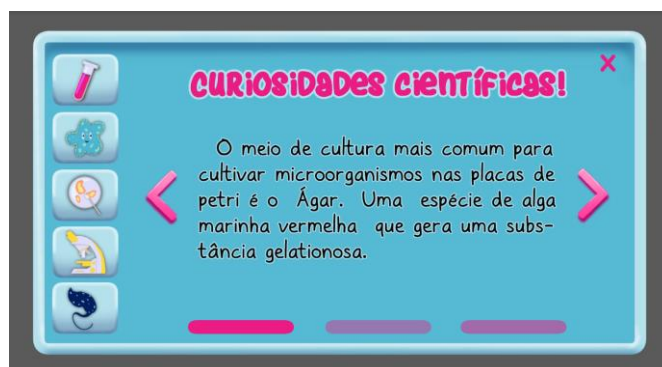 CURIOSIDADES CIENTÍFICAS!
X
O meio de cultura mais comum para
cultivar microorganismos nas placas de
petri é o Ágar. Uma espécie de alga
marinha vermelha que gera uma subs-
tância gelationosa.